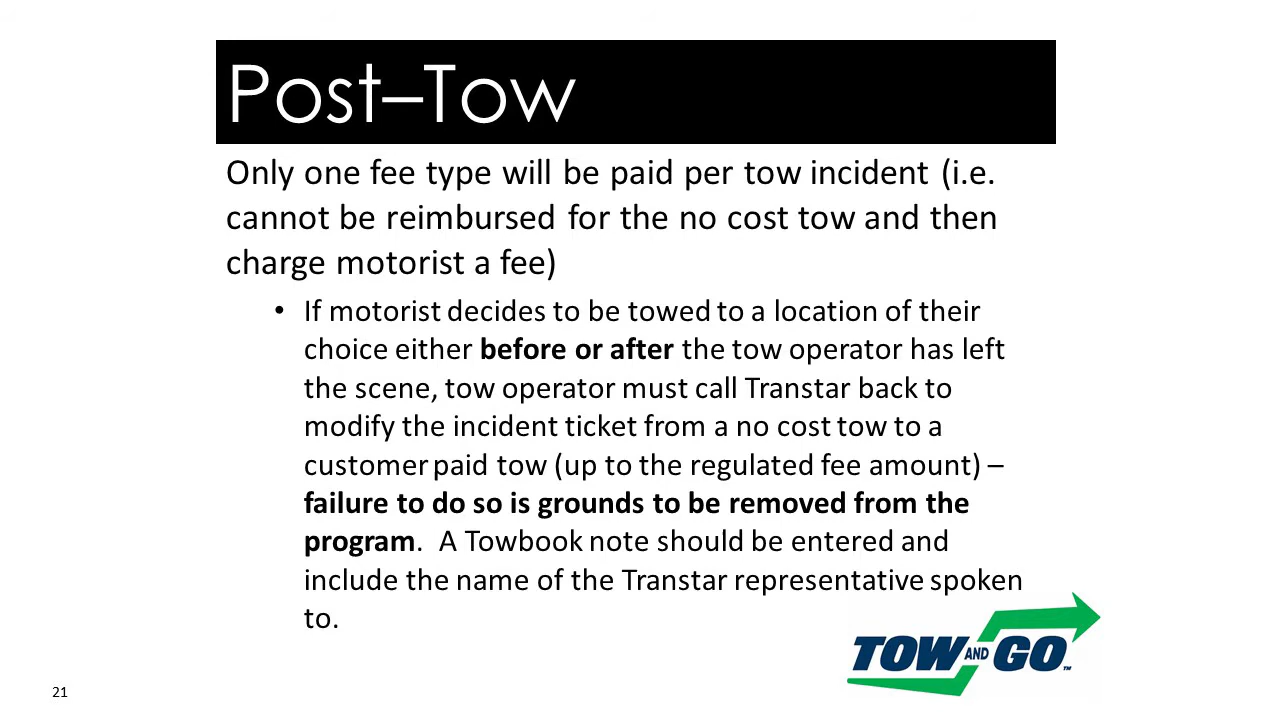 Post–Tow
Only one fee type will be paid per tow incident (i.e.
cannot be reimbursed for the no cost tow and then
charge motorist a fee)
• If motorist decides to be towed to a location of their
choice either before or after the tow operator has left
the scene, tow operator must call Transtar back to
modify the incident ticket from a no cost tow to a
customer paid tow (up to the regulated fee amount) –
failure to do so is grounds to be removed from the
program.  A Towbook note should be entered and
include the name of the Transtar representative spoken
to.
TOW AND GO™
21